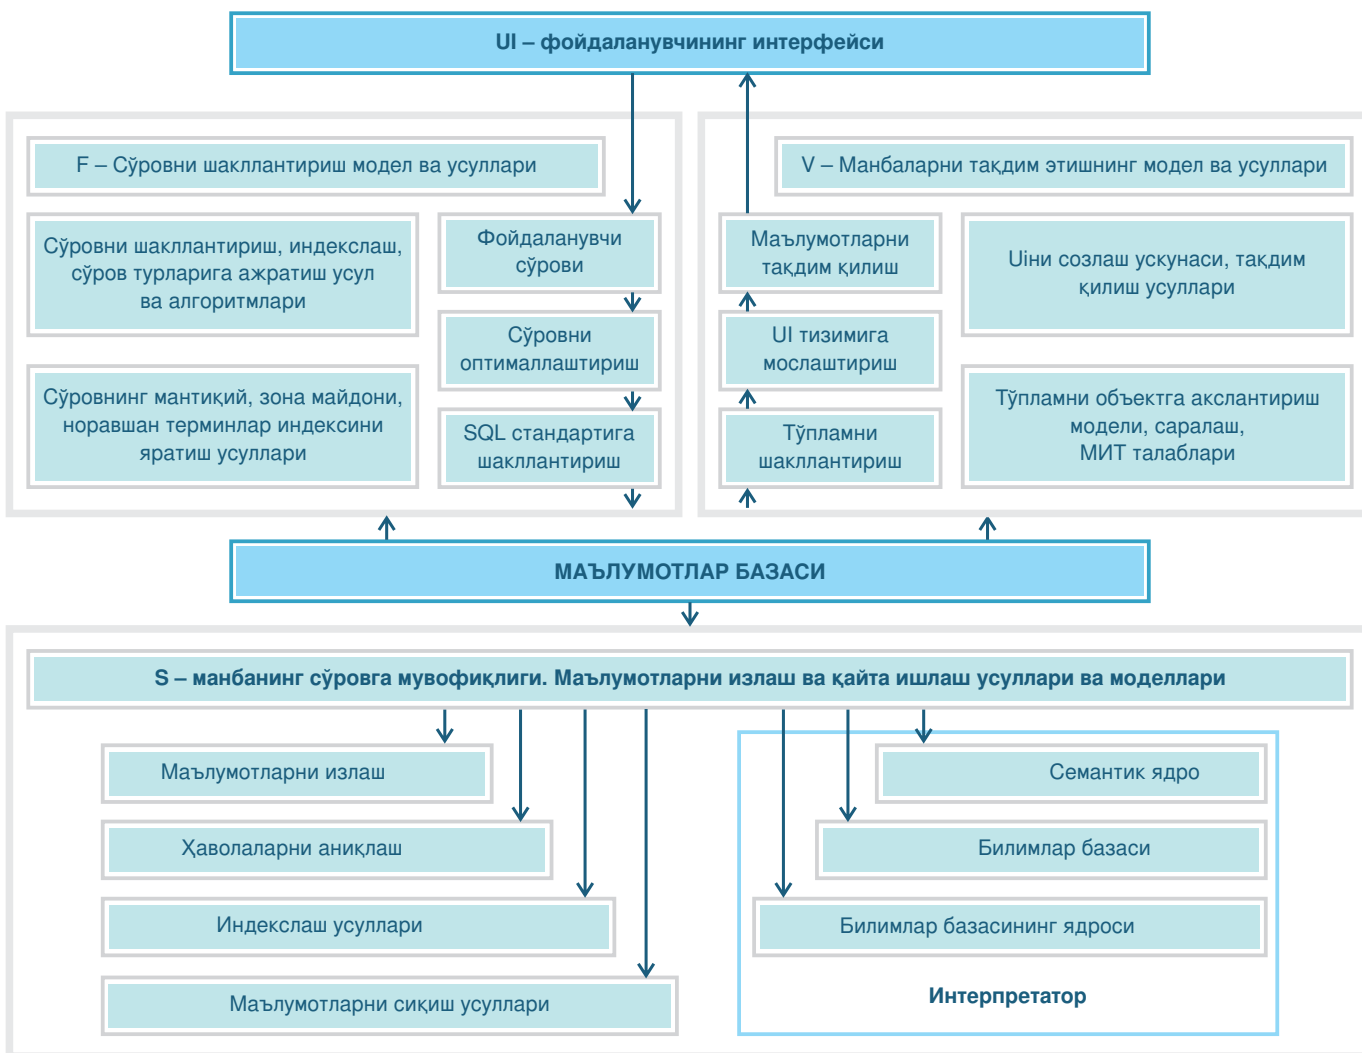 UI – фойдаланувчининг интерфейси
F – Сўровни шакллантириш модел ва усуллари
Сўровни шакллантириш, индекслаш,
сўров турларига ажратиш усул
ва алгоритмлари
Сўровнинг мантиқий, зона майдони,
норавшан терминлар индексини
яратиш усуллари
Фойдаланувчи
сўрови
Сўровни
оптималлаштириш
SQL стандартига
шакллантириш
V – Манбаларни тақдим этишнинг модел ва усуллари
Маълумотларни
тақдим қилиш
UI тизимига
мослаштириш
Тўпламни
шакллантириш
Uiни созлаш ускунаси, тақдим
қилиш усуллари
Тўпламни объектга акслантириш
модели, саралаш,
МИТ талаблари
МАЪЛУМОТЛАР БАЗАСИ
S – манбанинг сўровга мувофиқлиги. Маълумотларни излаш ва қайта ишлаш усуллари ва моделлари
Маълумотларни излаш
Ҳаволаларни аниқлаш
Индекслаш усуллари
Маълумотларни сиқиш усуллари
Семантик ядро
Билимлар базаси
Билимлар базасининг ядроси
Интерпретатор